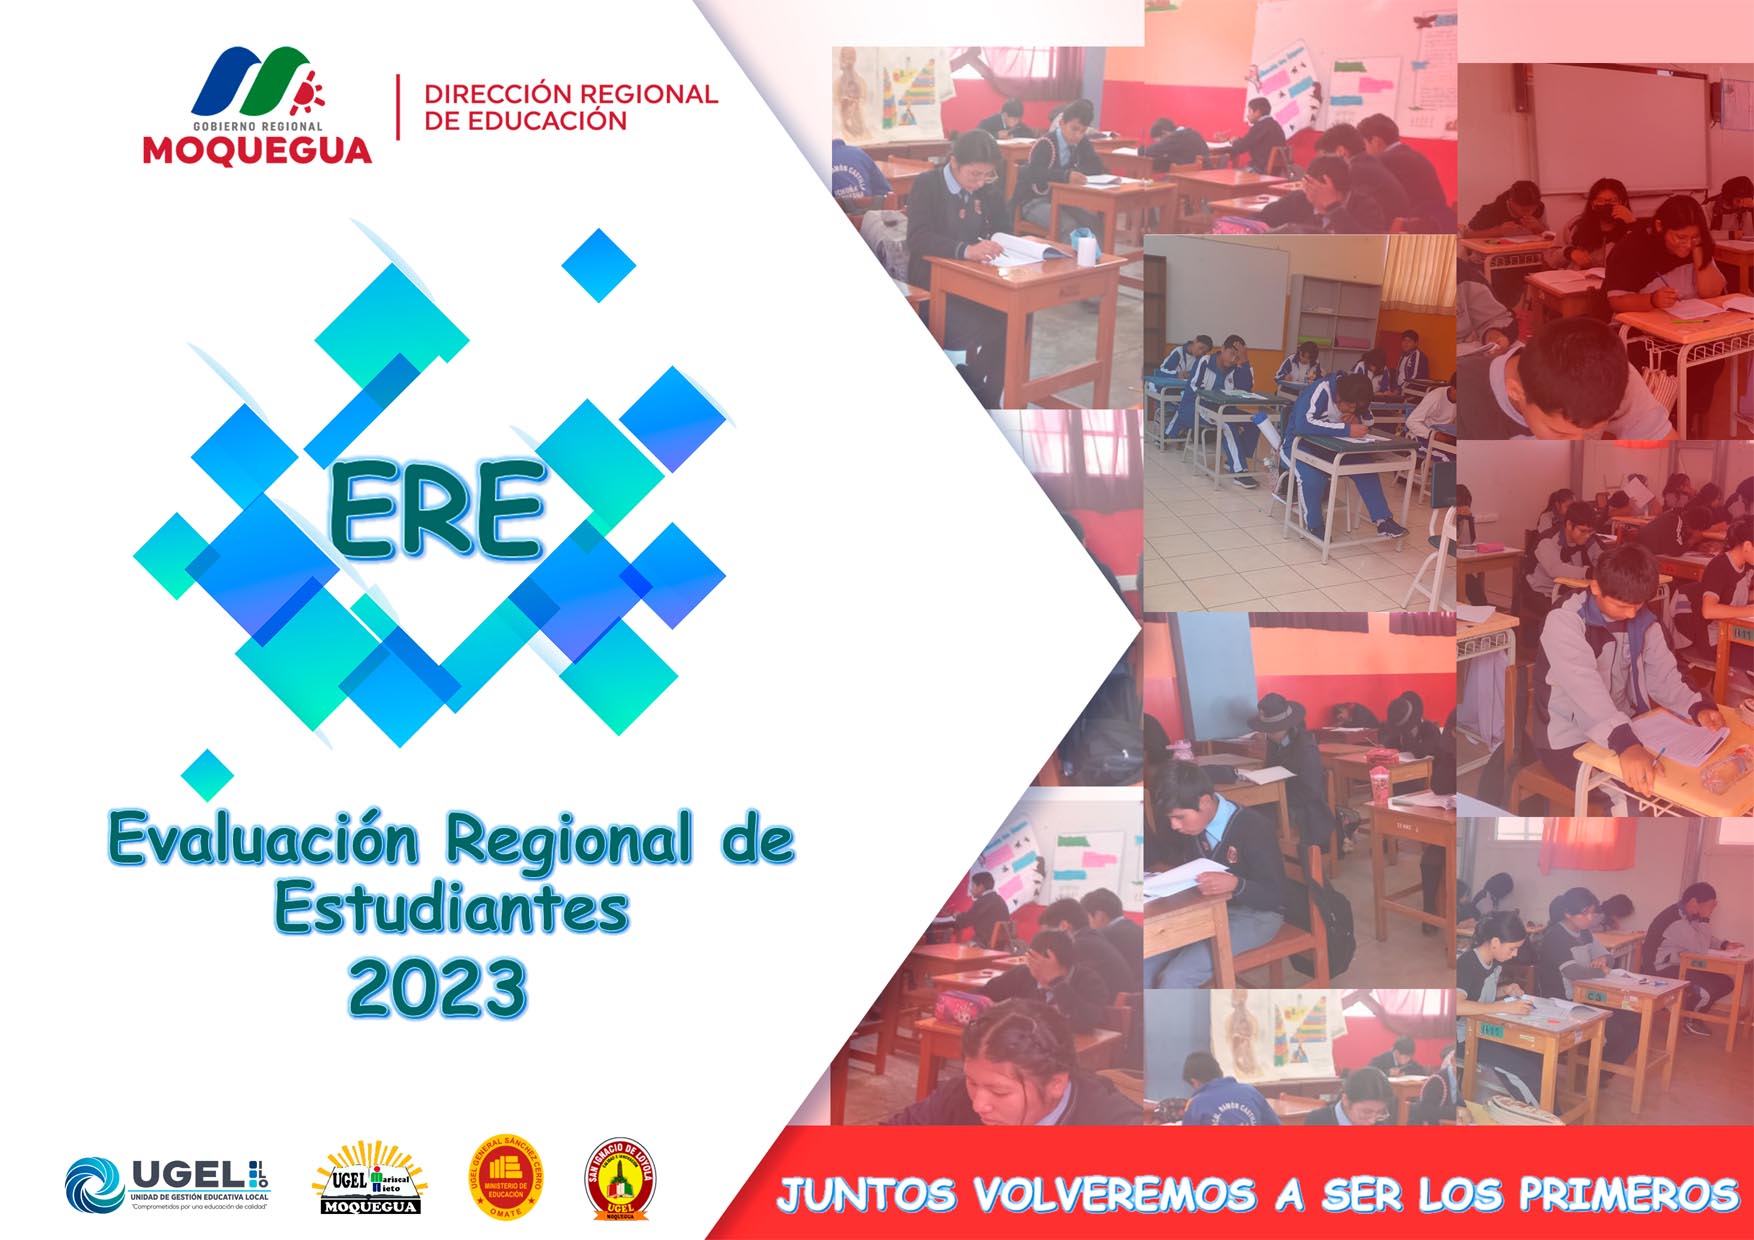 GOBIERNO REGIONAL
MOQUEGUA
DIRECCIÓN REGIONAL
DE EDUCACIÓN
ERE
Evaluación Regional de
Estudiantes
2023
UGEL ILO
UNIDAD DE GESTIÓN EDUCATIVA LOCAL
"Comprometidos por una educación de calidad"
UGEL Mariscal
Nieto
MOQUEGUA
UGEL GENERAL SÁNCHEZ CERRO
MINISTERIO DE
EDUCACIÓN
OMATE
SAN IGNACIO DE LOYOLA
UGEL
MOQUEGUA
JUNTOS VOLVEREMOS A SER LOS PRIMEROS